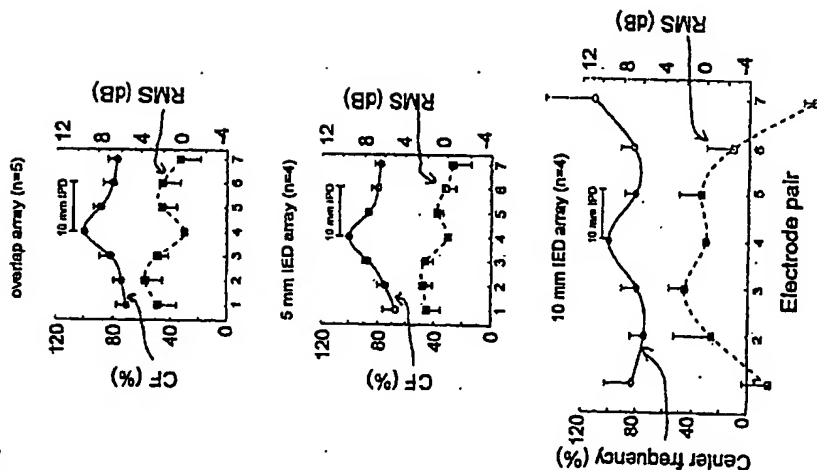 overlap array (n=5)
CF (%)
RMS (dB)
10 mm IPD
120
80
40
0
12
8
4
0
-4
1 2 3 4 5 6 7
5 mm IED array (n=4)
CF (%)
RMS (dB)
10 mm IPD
120
80
40
0
12
8
4
0
-4
1 2 3 4 5 6 7
10 mm IED array (n=4)
Center frequency (%)
RMS (dB)
10 mm IPD
120
80
40
0
12
8
4
0
-4
1 2 3 4 5 6 7
Electrode pair